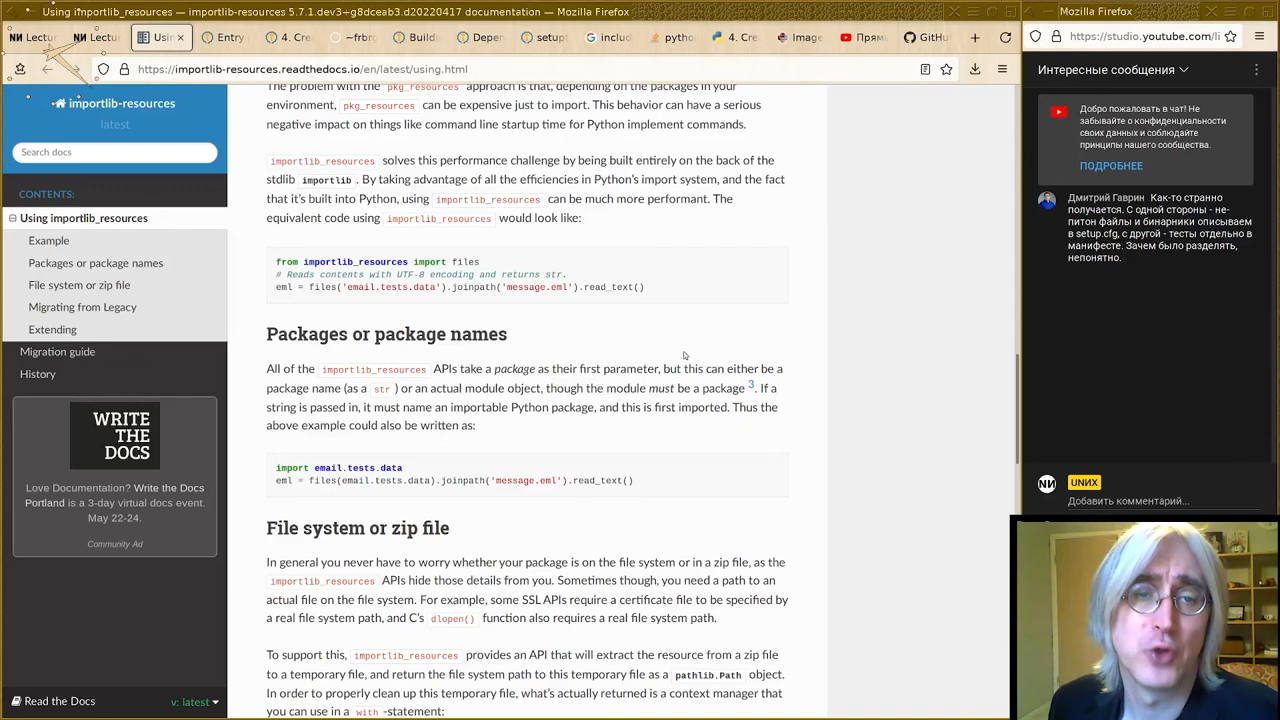 Using importlib_resources — importlib-resources 5.7.1.dev3+g8dceab3.d20220417 documentation — Mozilla Firefox
Mozilla Firefox
NИ Lectur
NИ Lectur
Usin
Entry
4. Cre
~frbrg
Buildi
Depen
setupt
includ
python
4. Cre
Image
Прям
GitHu
https://importlib-resources.readthedocs.io/en/latest/using.html
https://studio.youtube.com/li
importlib-resources
latest
Search docs
CONTENTS:
Using importlib_resources
Example
Packages or package names
File system or zip file
Migrating from Legacy
Extending
Migration guide
History
WRITE
THE
DOCS
Love Documentation? Write the Docs
Portland is a 3-day virtual docs event.
May 22-24.
Community Ad
Read the Docs
v: latest
The problem with the pkg_resources approach is that, depending on the packages in your
environment, pkg_resources can be expensive just to import. This behavior can have a serious
negative impact on things like command line startup time for Python implement commands.
importlib_resources solves this performance challenge by being built entirely on the back of the
stdlib importlib. By taking advantage of all the efficiencies in Python's import system, and the fact
that it's built into Python, using importlib_resources can be much more performant. The
equivalent code using importlib_resources would look like:
from importlib_resources import files
# Reads contents with UTF-8 encoding and returns str.
eml = files('email.tests.data').joinpath('message.eml').read_text()
Packages or package names
All of the importlib_resources APIs take a package as their first parameter, but this can either be a
package name (as a str ) or an actual module object, though the module must be a package 3. If a
string is passed in, it must name an importable Python package, and this is first imported. Thus the
above example could also be written as:
import email.tests.data
eml = files(email.tests.data).joinpath('message.eml').read_text()
File system or zip file
In general you never have to worry whether your package is on the file system or in a zip file, as the
importlib_resources APIs hide those details from you. Sometimes though, you need a path to an
actual file on the file system. For example, some SSL APIs require a certificate file to be specified by
a real file system path, and C's dlopen() function also requires a real file system path.
To support this, importlib_resources provides an API that will extract the resource from a zip file
to a temporary file, and return the file system path to this temporary file as a pathlib.Path object.
In order to properly clean up this temporary file, what's actually returned is a context manager that
you can use in a with -statement:
Интересные сообщения
Добро пожаловать в чат! Не
забывайте о конфиденциальности
своих данных и соблюдайте
принципы нашего сообщества.
ПОДРОБНЕЕ
Дмитрий Гаврин Как-то странно
получается. С одной стороны - не-
питон файлы и бинарники описываем
в setup.cfg, с другой - тесты отдельно в
манифесте. Зачем было разделять,
непонятно.
NИ
UNИX
Добавить комментарий...